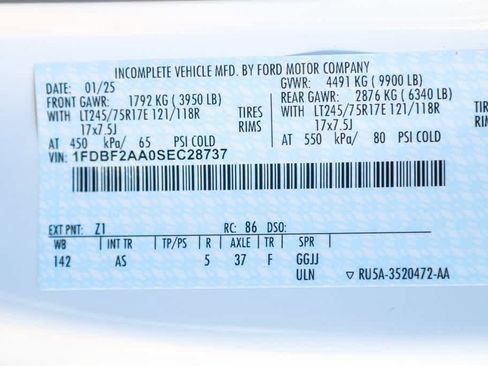 INCOMPLETE VEHICLE MFD. BY FORD MOTOR COMPANY
DATE: 01/25 GVWR: 4491 KG ( 9900 LB)
FRONT GAWR: 1792 KG ( 3950 LB) REAR GAWR: 2876 KG ( 6340 LB)
WITH LT245/75R17E 121/118R TIRES WITH LT245/75R17E 121/118R
17x7.5J RIMS 17x7.5J
AT 450 kPa/ 65 PSI COLD AT 550 kPa/ 80 PSI COLD
VIN: 1FDBF2AA0SEC28737
EXT PNT: Z1 RC: 86 DSO:
WB INT TR TP/PS R AXLE TR SPR
142 AS 5 37 F GGJJ
ULN ▼ RU5A-3520472-AA